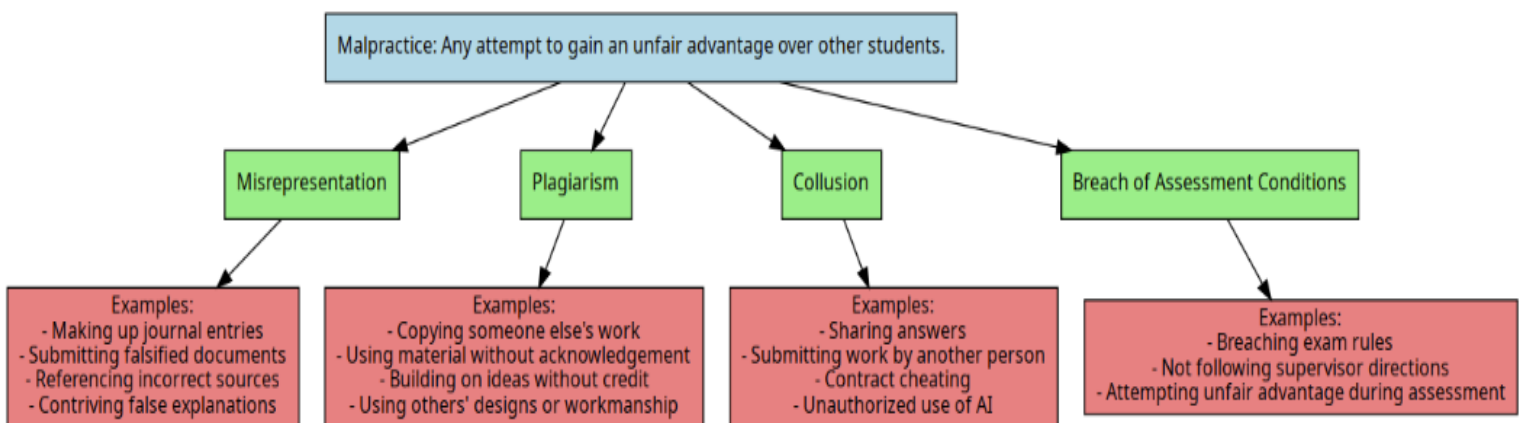 Malpractice: Any attempt to gain an unfair advantage over other students.
Misrepresentation
Plagiarism
Collusion
Breach of Assessment Conditions
Examples:
- Making up journal entries
- Submitting falsified documents
- Referencing incorrect sources
- Contriving false explanations
Examples:
- Copying someone else's work
- Using material without acknowledgement
- Building on ideas without credit
- Using others' designs or workmanship
Examples:
- Sharing answers
- Submitting work by another person
- Contract cheating
- Unauthorized use of AI
Examples:
- Breaching exam rules
- Not following supervisor directions
- Attempting unfair advantage during assessment